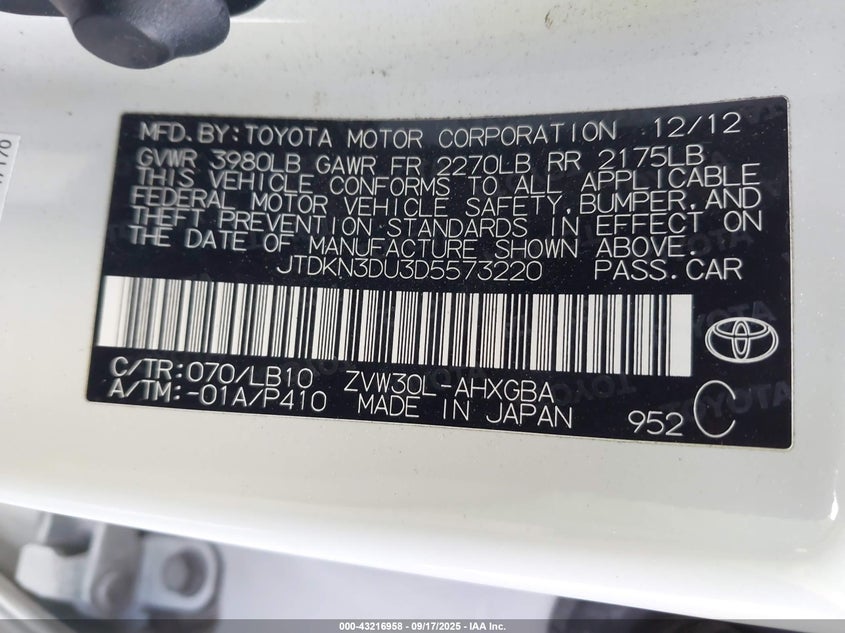 MFD. BY: TOYOTA MOTOR CORPORATION 12/12
GVWR 3980LB GAWR FR 2270LB RR 2175LB
THIS VEHICLE CONFORMS TO ALL APPLICABLE
FEDERAL MOTOR VEHICLE SAFETY, BUMPER, AND
THEFT PREVENTION STANDARDS IN EFFECT ON
THE DATE OF MANUFACTURE SHOWN ABOVE.
JTDKN3DU3D5573220 PASS. CAR
C/TR: 070/LB10 ZVW30L-AHXGBA
A/TM: -01A/P410 MADE IN JAPAN
952 C
000-43216958 - 09/17/2025 - IAA Inc.